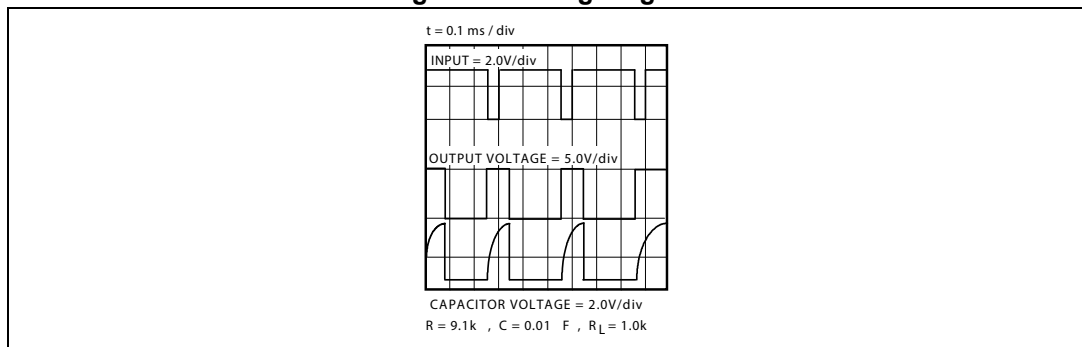 t = 0.1 ms / div
INPUT = 2.0V/div
OUTPUT VOLTAGE = 5.0V/div
CAPACITOR VOLTAGE = 2.0V/div
R = 9.1k , C = 0.01 F , RL = 1.0k